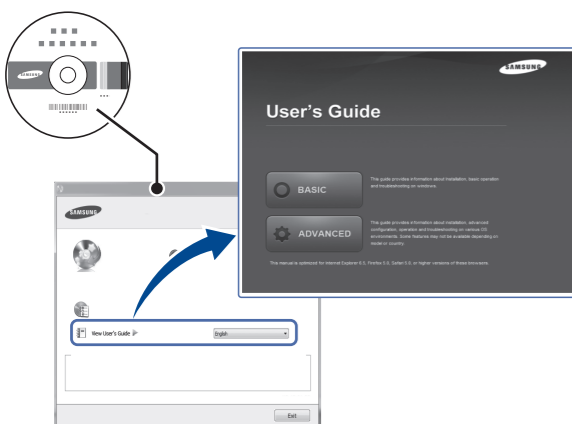 SAMSUNG
SAMSUNG
User's Guide
BASIC
This guide provides information about installation, basic operation
and troubleshooting on windows.
ADVANCED
This guide provides information about installation, advanced
configuration, operation and troubleshooting on various OS
environments. Some features may not be available depending on
model or country.
This manual is optimized for Internet Explorer 6.0, Firefox 5.0, Safari 5.0, or higher versions of these browsers.
SAMSUNG
View User's Guide
English
Exit